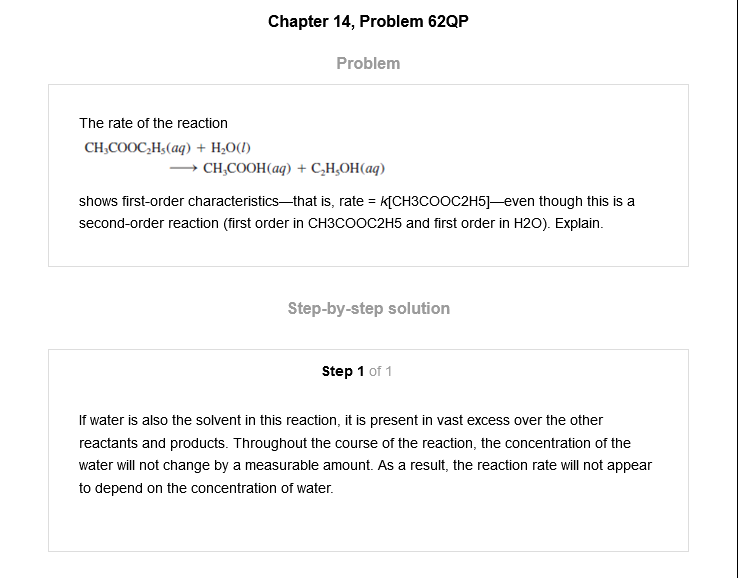 Chapter 14, Problem 62QP
Problem
The rate of the reaction
CH₃COOC₂H₅(aq) + H₂O(l)
⟶ CH₃COOH(aq) + C₂H₅OH(aq)
shows first-order characteristics—that is, rate = k[CH3COOC2H5]—even though this is a
second-order reaction (first order in CH3COOC2H5 and first order in H2O). Explain.
Step-by-step solution
Step 1 of 1
If water is also the solvent in this reaction, it is present in vast excess over the other
reactants and products. Throughout the course of the reaction, the concentration of the
water will not change by a measurable amount. As a result, the reaction rate will not appear
to depend on the concentration of water.